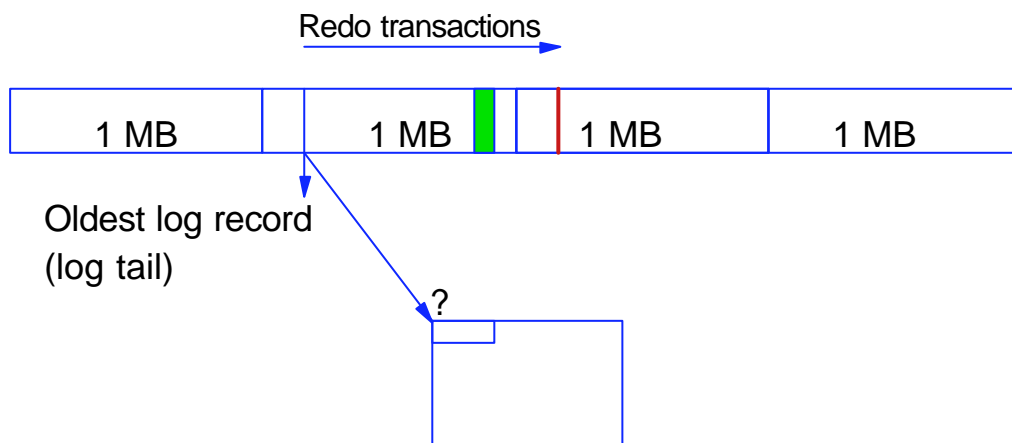 Redo transactions
1 MB 1 MB 1 MB 1 MB
Oldest log record
(log tail)
?